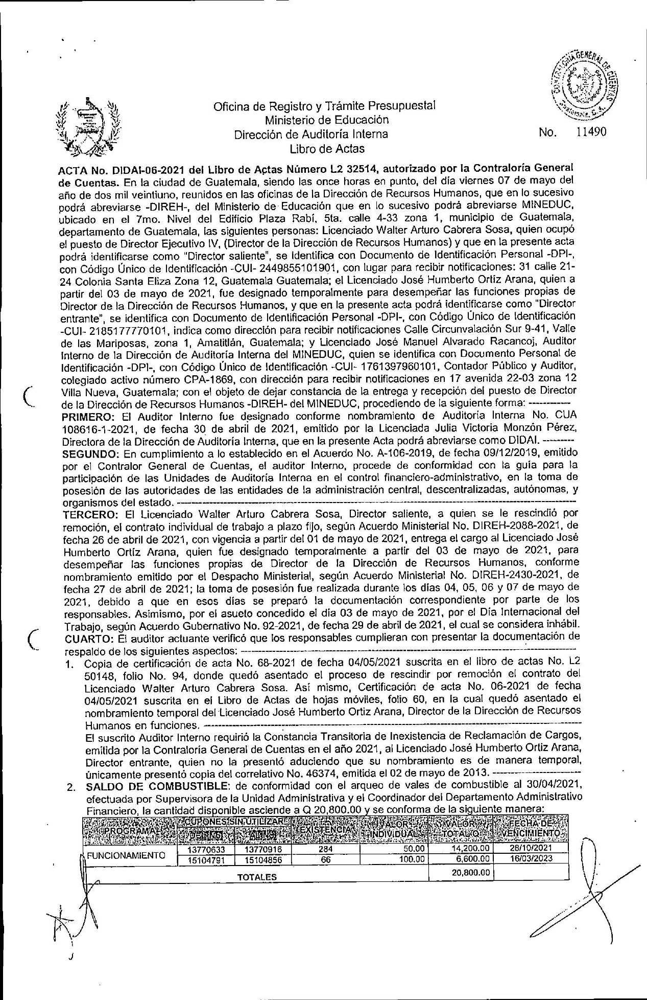 CONTRALORIA GENERAL DE CUENTAS
Guatemala, C.A.
Oficina de Registro y Trámite Presupuestal
Ministerio de Educación
Dirección de Auditoría Interna
Libro de Actas
No. 11490
ACTA No. DIDAI-06-2021 del Libro de Actas Número L2 32514, autorizado por la Contraloría General
de Cuentas. En la ciudad de Guatemala, siendo las once horas en punto, del día viernes 07 de mayo del
año de dos mil veintiuno, reunidos en las oficinas de la Dirección de Recursos Humanos, que en lo sucesivo
podrá abreviarse -DIREH-, del Ministerio de Educación que en lo sucesivo podrá abreviarse MINEDUC,
ubicado en el 7mo. Nivel del Edificio Plaza Rabí, 5ta. calle 4-33 zona 1, municipio de Guatemala,
departamento de Guatemala, las siguientes personas: Licenciado Walter Arturo Cabrera Sosa, quien ocupó
el puesto de Director Ejecutivo IV, (Director de la Dirección de Recursos Humanos) y que en la presente acta
podrá identificarse como "Director saliente", se identifica con Documento de Identificación Personal -DPI-,
con Código Único de Identificación -CUI- 2449855101901, con lugar para recibir notificaciones: 31 calle 21-
24 Colonia Santa Eliza Zona 12, Guatemala Guatemala; el Licenciado José Humberto Ortíz Arana, quien a
partir del 03 de mayo de 2021, fue designado temporalmente para desempeñar las funciones propias de
Director de la Dirección de Recursos Humanos, y que en la presente acta podrá identificarse como "Director
entrante", se identifica con Documento de Identificación Personal -DPI-, con Código Único de Identificación
-CUI- 2185177770101, indica como dirección para recibir notificaciones Calle Circunvalación Sur 9-41, Valle
de las Mariposas, zona 1, Amatitlán, Guatemala; y Licenciado José Manuel Alvarado Racancoj, Auditor
Interno de la Dirección de Auditoría Interna del MINEDUC, quien se identifica con Documento Personal de
Identificación -DPI-, con Código Único de Identificación -CUI- 1761397960101, Contador Público y Auditor,
colegiado activo número CPA-1869, con dirección para recibir notificaciones en 17 avenida 22-03 zona 12
Villa Nueva, Guatemala; con el objeto de dejar constancia de la entrega y recepción del puesto de Director
de la Dirección de Recursos Humanos -DIREH- del MINEDUC, procediendo de la siguiente forma: -----------
PRIMERO: El Auditor Interno fue designado conforme nombramiento de Auditoría Interna No. CUA
108616-1-2021, de fecha 30 de abril de 2021, emitido por la Licenciada Julia Victoria Monzón Pérez,
Directora de la Dirección de Auditoría Interna, que en la presente Acta podrá abreviarse como DIDAI. ---------
SEGUNDO: En cumplimiento a lo establecido en el Acuerdo No. A-106-2019, de fecha 09/12/2019, emitido
por el Contralor General de Cuentas, el auditor Interno, procede de conformidad con la guía para la
participación de las Unidades de Auditoría Interna en el control financiero-administrativo, en la toma de
posesión de las autoridades de las entidades de la administración central, descentralizadas, autónomas, y
organismos del estado. ---------------------------------------------------------------
TERCERO: El Licenciado Walter Arturo Cabrera Sosa, Director saliente, a quien se le rescindió por
remoción, el contrato individual de trabajo a plazo fijo, según Acuerdo Ministerial No. DIREH-2088-2021, de
fecha 26 de abril de 2021, con vigencia a partir del 01 de mayo de 2021, entrega el cargo al Licenciado José
Humberto Ortíz Arana, quien fue designado temporalmente a partir del 03 de mayo de 2021, para
desempeñar las funciones propias de Director de la Dirección de Recursos Humanos, conforme
nombramiento emitido por el Despacho Ministerial, según Acuerdo Ministerial No. DIREH-2430-2021, de
fecha 27 de abril de 2021; la toma de posesión fue realizada durante los días 04, 05, 06 y 07 de mayo de
2021, debido a que en esos días se preparó la documentación correspondiente por parte de los
responsables. Asimismo, por el asueto concedido el día 03 de mayo de 2021, por el Día Internacional del
Trabajo, según Acuerdo Gubernativo No. 92-2021, de fecha 29 de abril de 2021, el cual se considera inhábil.
CUARTO: El auditor actuante verificó que los responsables cumplieran con presentar la documentación de
respaldo de los siguientes aspectos: ---------------------------------------------------------------
1. Copia de certificación de acta No. 68-2021 de fecha 04/05/2021 suscrita en el libro de actas No. L2
50148, folio No. 94, donde quedó asentado el proceso de rescindir por remoción el contrato del
Licenciado Walter Arturo Cabrera Sosa. Así mismo, Certificación de acta No. 06-2021 de fecha
04/05/2021 suscrita en el Libro de Actas de hojas móviles, folio 60, en la cual quedó asentado el
nombramiento temporal del Licenciado José Humberto Ortiz Arana, Director de la Dirección de Recursos
Humanos en funciones. ---------------------------------------------------------------
El suscrito Auditor Interno requirió la Constancia Transitoria de Inexistencia de Reclamación de Cargos,
emitida por la Contraloría General de Cuentas en el año 2021, al Licenciado José Humberto Ortiz Arana,
Director entrante, quien no la presentó aduciendo que su nombramiento es de manera temporal,
únicamente presentó copia del correlativo No. 46374, emitida el 02 de mayo de 2013. -----------------------
2. SALDO DE COMBUSTIBLE: de conformidad con el arqueo de vales de combustible al 30/04/2021,
efectuada por Supervisora de la Unidad Administrativa y el Coordinador del Departamento Administrativo
Financiero, la cantidad disponible asciende a Q 20,800.00 y se conforma de la siguiente manera:
PROGRAMA CUPONES SIN UTILIZAR EXISTENCIA VALOR INDIVIDUAL VALOR TOTAL Q FECHA DE VENCIMIENTO
DEL No. AL No.
FUNCIONAMIENTO 13770633 13770916 284 50.00 14,200.00 28/10/2021
15104791 15104856 66 100.00 6,600.00 16/03/2023
TOTALES 20,800.00